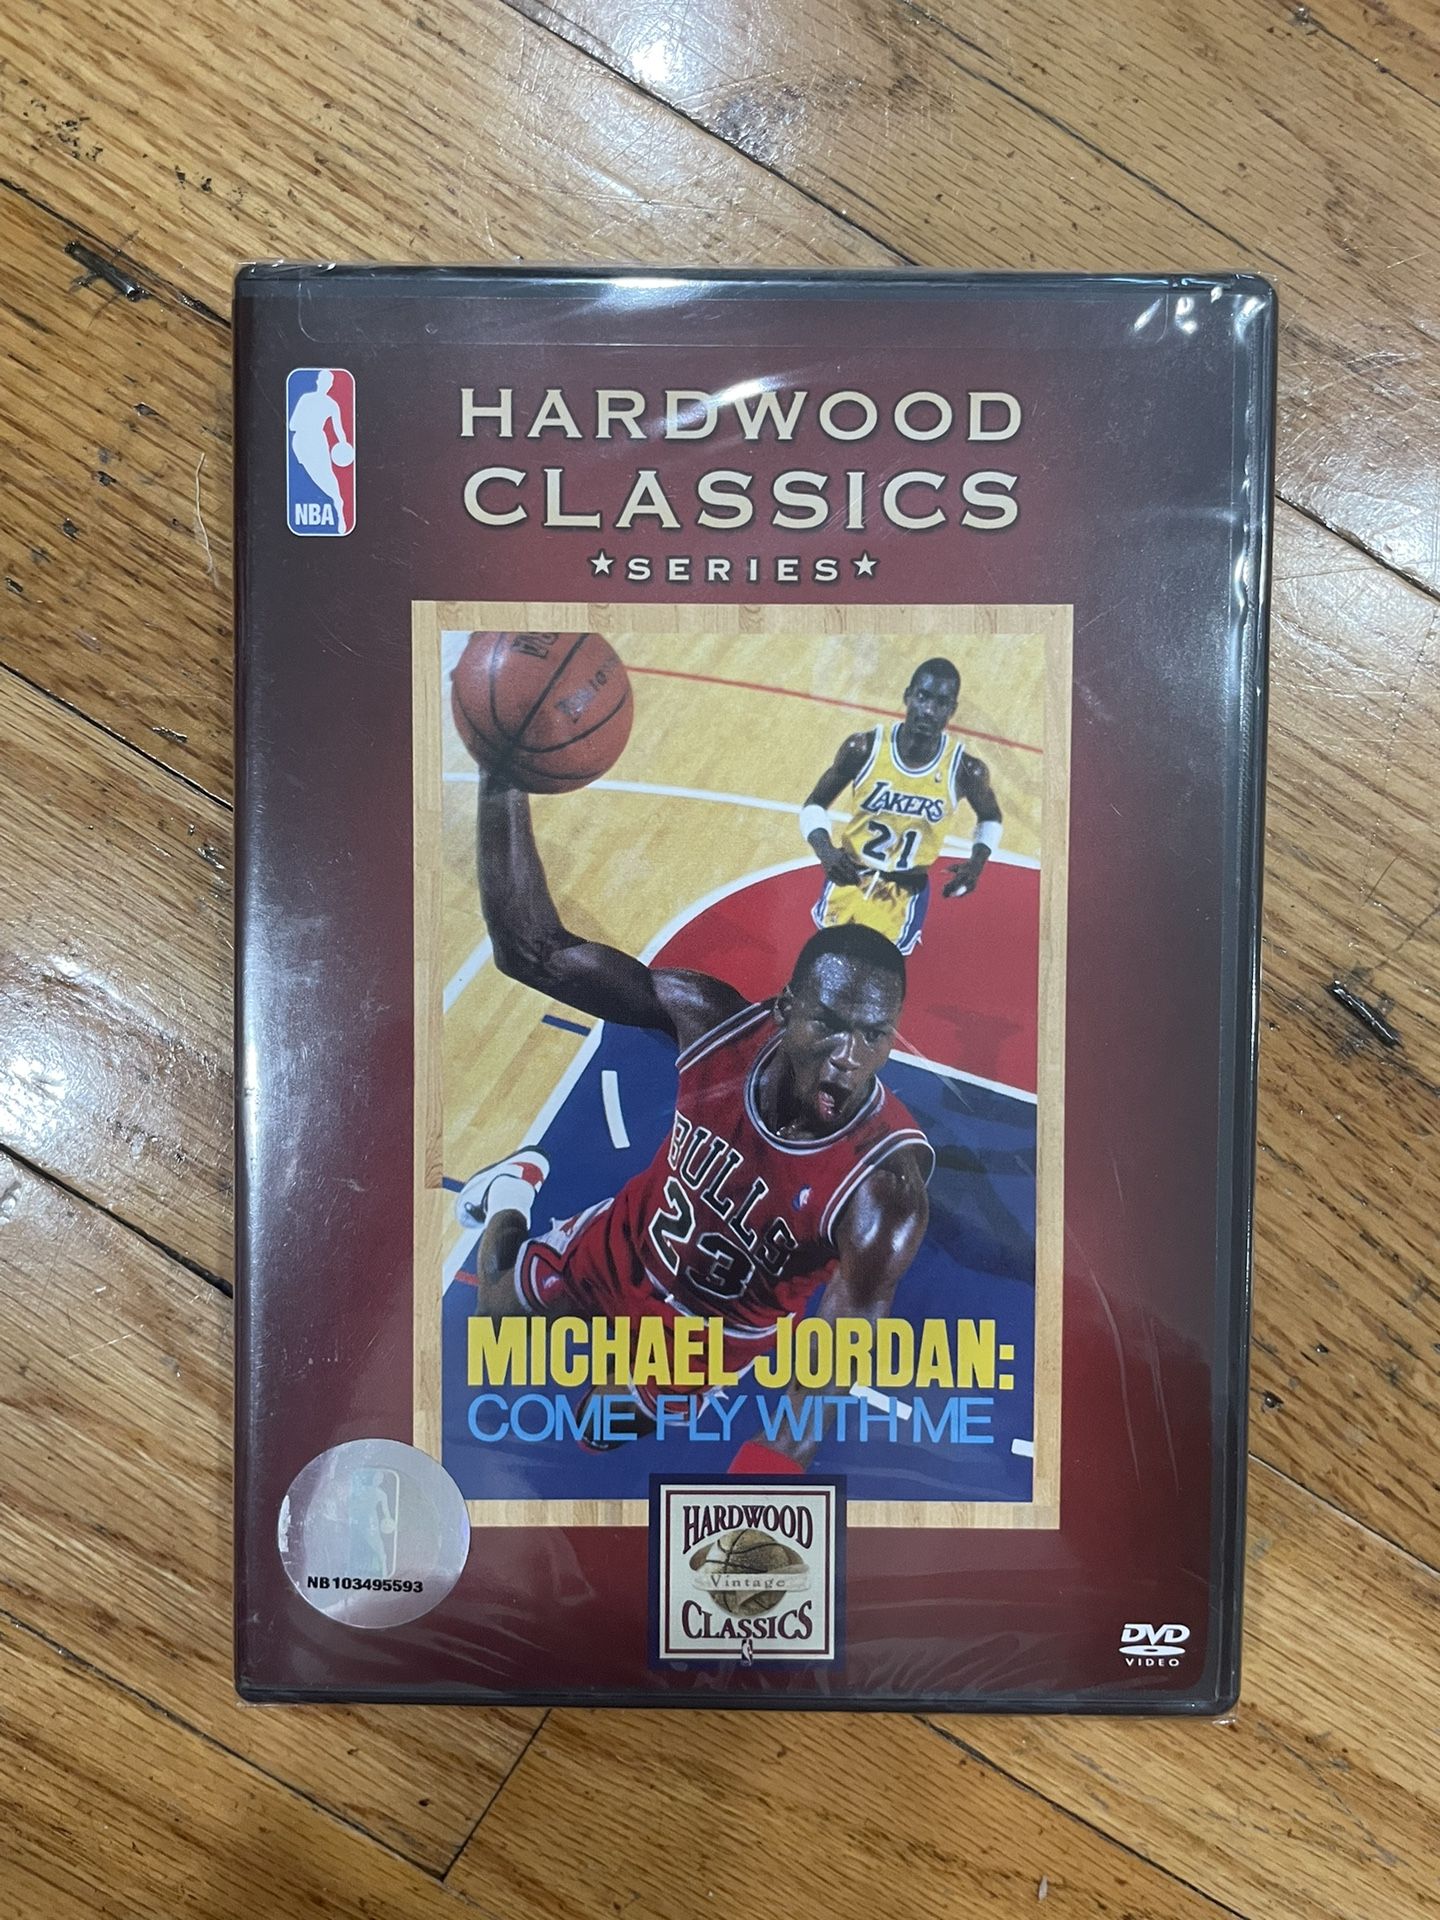 NBA
HARDWOOD
CLASSICS
★SERIES★
LAKERS
21
BULLS
23
MICHAEL JORDAN:
COME FLY WITH ME
NB103495593
HARDWOOD
Vintage
CLASSICS
DVD
VIDEO